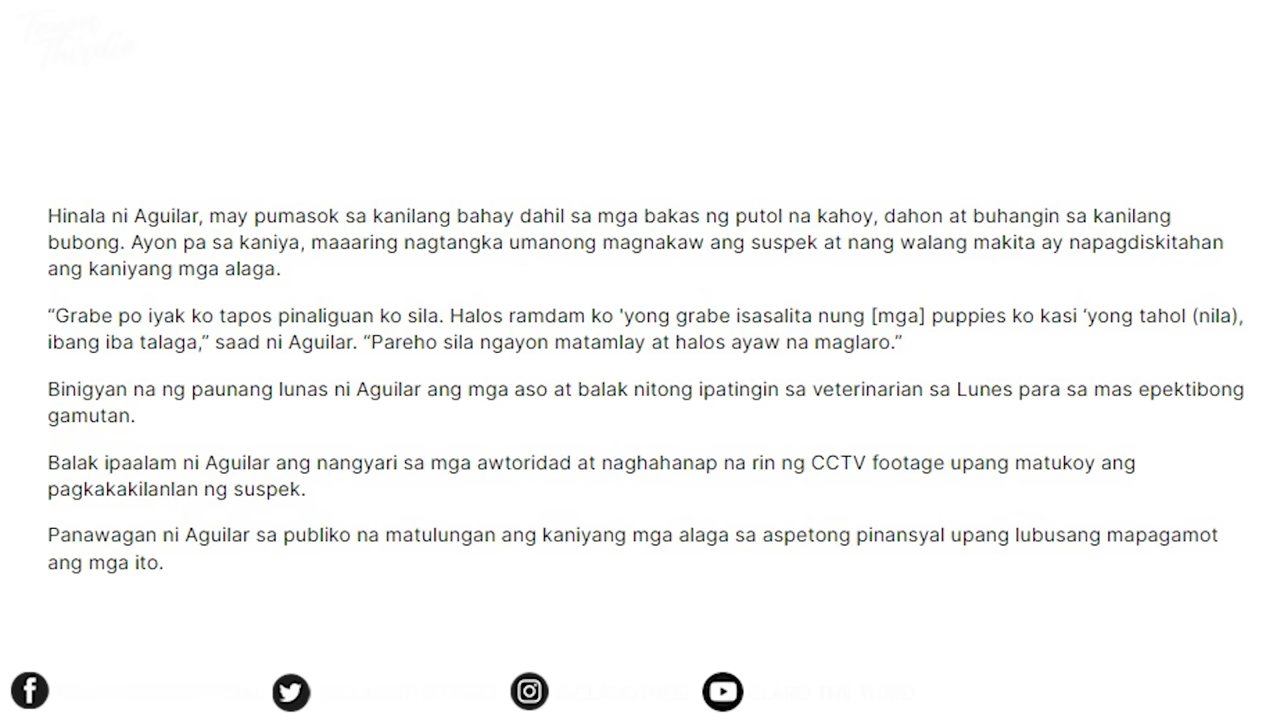 Hinala ni Aguilar, may pumasok sa kanilang bahay dahil sa mga bakas ng putol na kahoy, dahon at buhangin sa kanilang
bubong. Ayon pa sa kaniya, maaaring nagtangka umanong magnakaw ang suspek at nang walang makita ay napagdiskitahan
ang kaniyang mga alaga.
“Grabe po iyak ko tapos pinaliguan ko sila. Halos ramdam ko 'yong grabe isasalita nung [mga] puppies ko kasi ‘yong tahol (nila),
ibang iba talaga,” saad ni Aguilar. “Pareho sila ngayon matamlay at halos ayaw na maglaro.”
Binigyan na ng paunang lunas ni Aguilar ang mga aso at balak nitong ipatingin sa veterinarian sa Lunes para sa mas epektibong
gamutan.
Balak ipaalam ni Aguilar ang nangyari sa mga awtoridad at naghahanap na rin ng CCTV footage upang matukoy ang
pagkakakilanlan ng suspek.
Panawagan ni Aguilar sa publiko na matulungan ang kaniyang mga alaga sa aspetong pinansyal upang lubusang mapagamot
ang mga ito.